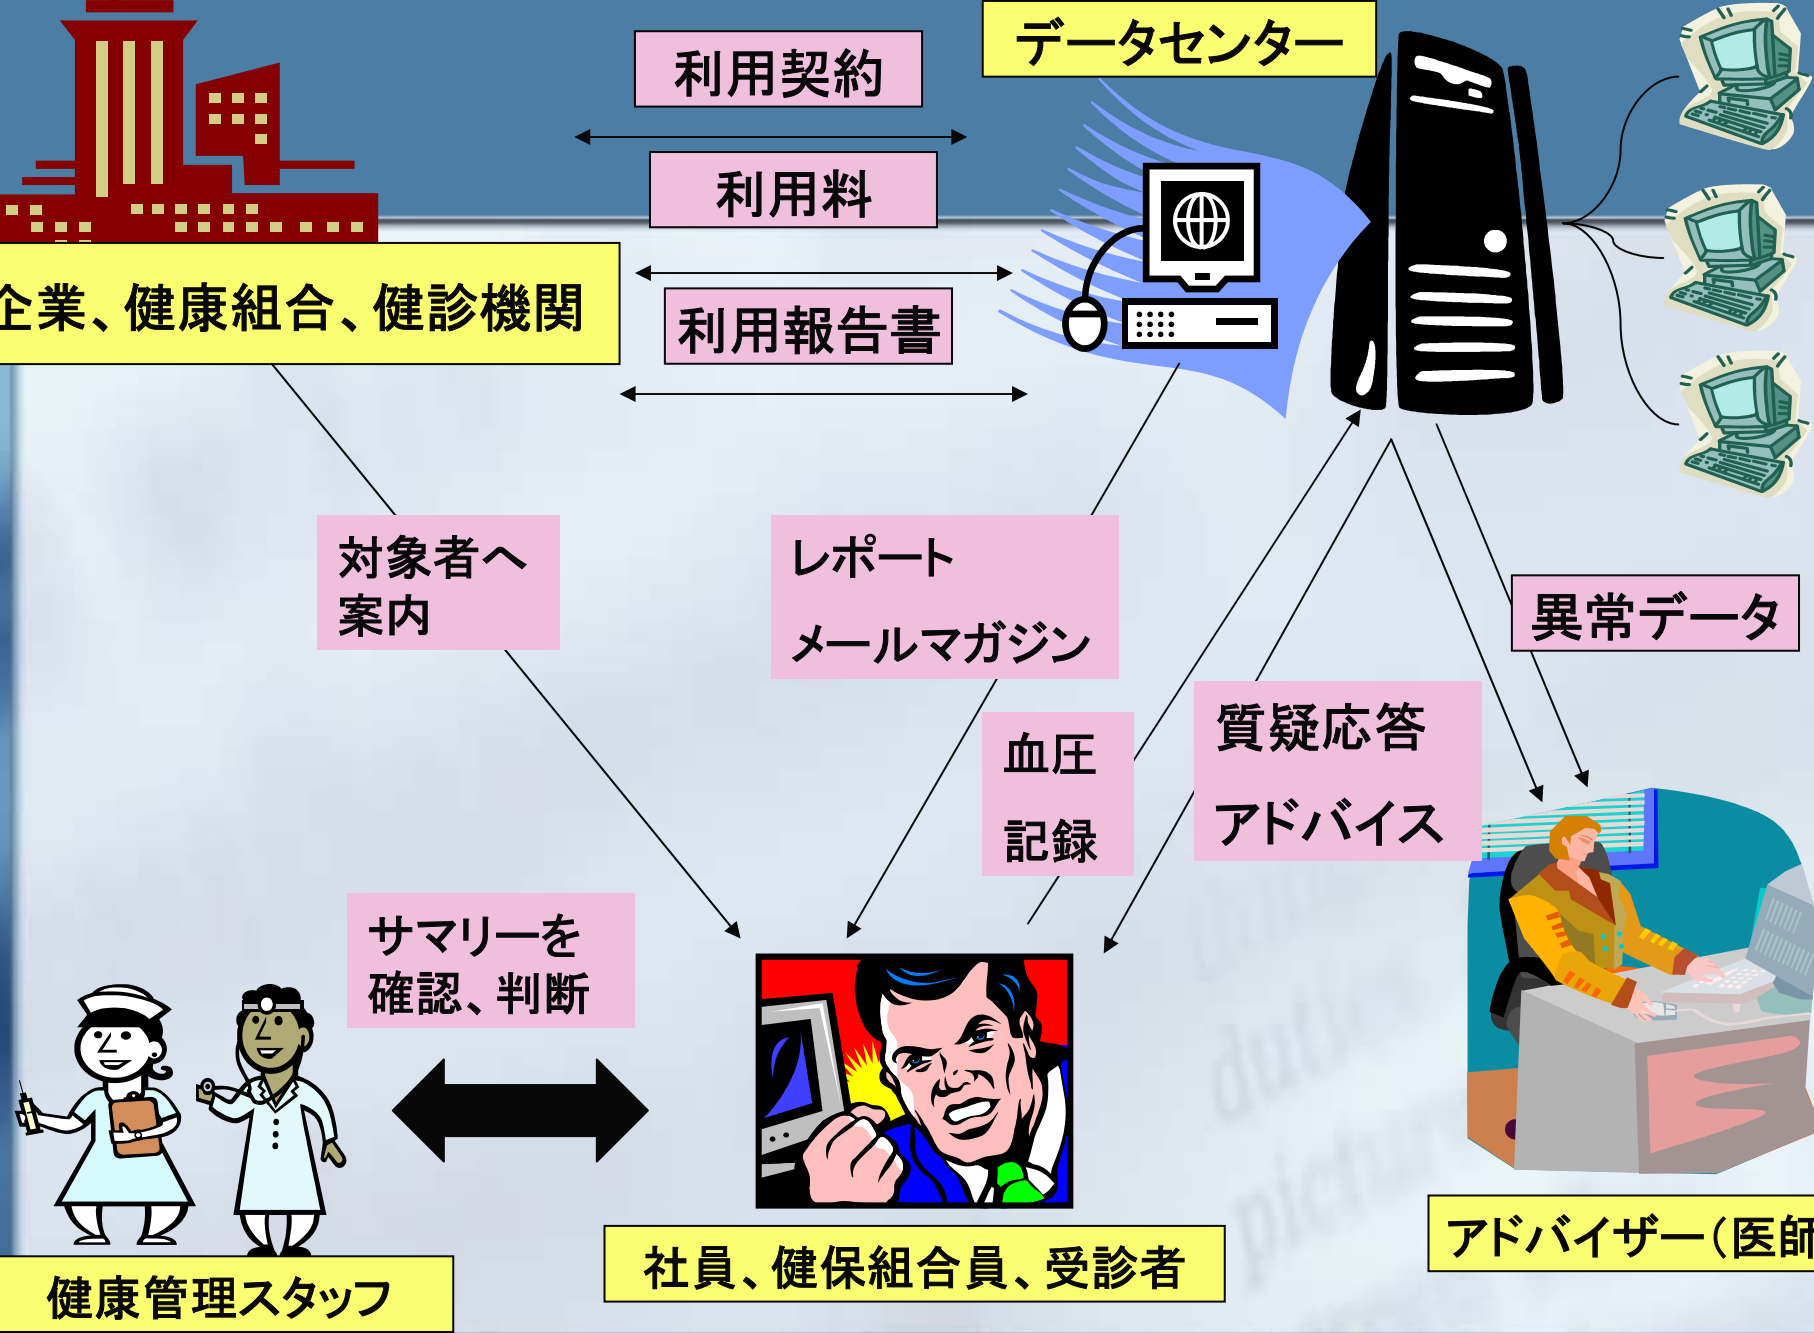 データセンター
利用契約
利用料
企業、健康組合、健診機関
利用報告書
対象者へ
案内
レポート
メールマガジン
異常データ
血圧
記録
質疑応答
アドバイス
サマリーを
確認、判断
アドバイザー（医師
社員、健保組合員、受診者
健康管理スタッフ